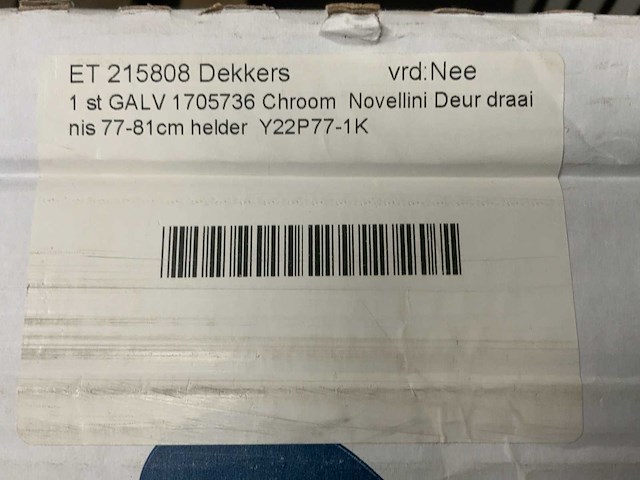 ET 215808 Dekkers vrd:Nee
1 st GALV 1705736 Chroom Novellini Deur draai
nis 77-81cm helder Y22P77-1K